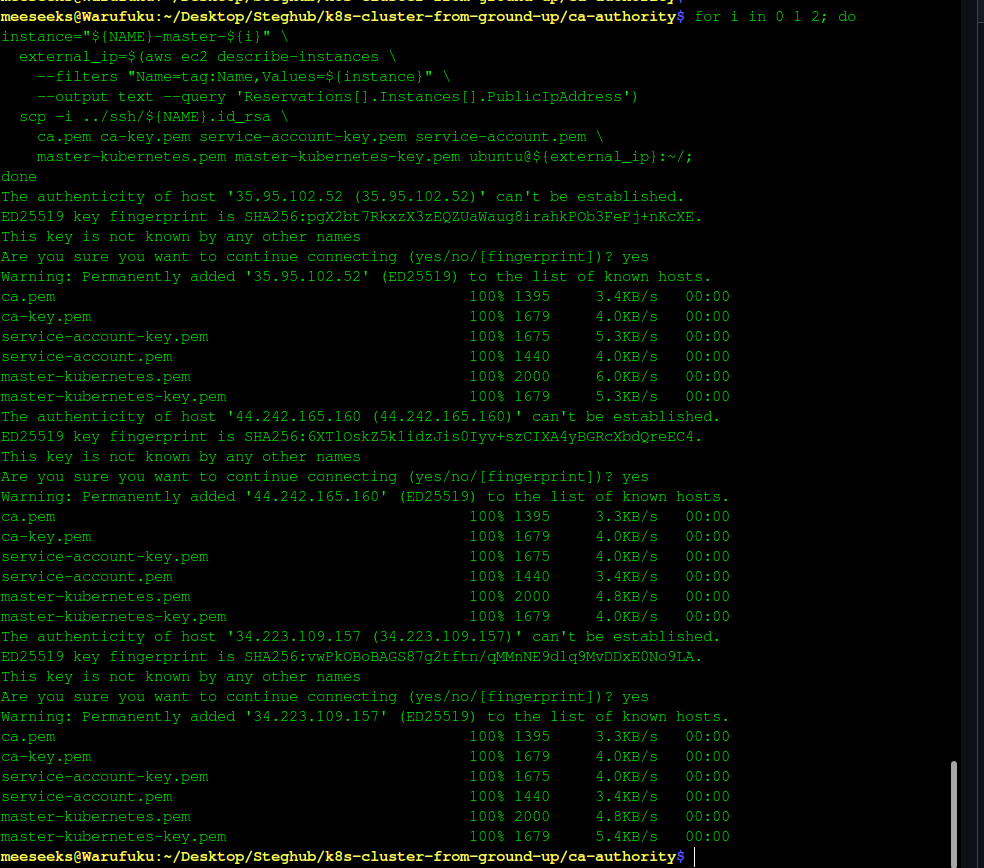 meeseeks@Warufuku:~/Desktop/Steghub/k8s-cluster-from-ground-up/ca-authority$ for i in 0 1 2; do
instance="${NAME}-master-${i}" \
  external_ip=$(aws ec2 describe-instances \
    --filters "Name=tag:Name,Values=${instance}" \
    --output text --query 'Reservations[].Instances[].PublicIpAddress')
  scp -i ../ssh/${NAME}.id_rsa \
    ca.pem ca-key.pem service-account-key.pem service-account.pem \
    master-kubernetes.pem master-kubernetes-key.pem ubuntu@${external_ip}:~/;
done
The authenticity of host '35.95.102.52 (35.95.102.52)' can't be established.
ED25519 key fingerprint is SHA256:pgX2bt7RkxzX3zEQZUaWaug8irahkPOb3FePj+nKcXE.
This key is not known by any other names
Are you sure you want to continue connecting (yes/no/[fingerprint])? yes
Warning: Permanently added '35.95.102.52' (ED25519) to the list of known hosts.
ca.pem 100% 1395 3.4KB/s 00:00
ca-key.pem 100% 1679 4.0KB/s 00:00
service-account-key.pem 100% 1675 5.3KB/s 00:00
service-account.pem 100% 1440 4.0KB/s 00:00
master-kubernetes.pem 100% 2000 6.0KB/s 00:00
master-kubernetes-key.pem 100% 1679 5.3KB/s 00:00
The authenticity of host '44.242.165.160 (44.242.165.160)' can't be established.
ED25519 key fingerprint is SHA256:6XTlOskZ5k1idzJis0Iyv+szCIXA4yBGRcXbdQreEC4.
This key is not known by any other names
Are you sure you want to continue connecting (yes/no/[fingerprint])? yes
Warning: Permanently added '44.242.165.160' (ED25519) to the list of known hosts.
ca.pem 100% 1395 3.3KB/s 00:00
ca-key.pem 100% 1679 4.0KB/s 00:00
service-account-key.pem 100% 1675 4.0KB/s 00:00
service-account.pem 100% 1440 3.4KB/s 00:00
master-kubernetes.pem 100% 2000 4.8KB/s 00:00
master-kubernetes-key.pem 100% 1679 4.0KB/s 00:00
The authenticity of host '34.223.109.157 (34.223.109.157)' can't be established.
ED25519 key fingerprint is SHA256:vwPkOBoBAGS87g2tftn/qMMnNE9dlq9MvDDxE0No9LA.
This key is not known by any other names
Are you sure you want to continue connecting (yes/no/[fingerprint])? yes
Warning: Permanently added '34.223.109.157' (ED25519) to the list of known hosts.
ca.pem 100% 1395 3.3KB/s 00:00
ca-key.pem 100% 1679 4.0KB/s 00:00
service-account-key.pem 100% 1675 4.0KB/s 00:00
service-account.pem 100% 1440 3.4KB/s 00:00
master-kubernetes.pem 100% 2000 4.8KB/s 00:00
master-kubernetes-key.pem 100% 1679 5.4KB/s 00:00
meeseeks@Warufuku:~/Desktop/Steghub/k8s-cluster-from-ground-up/ca-authority$